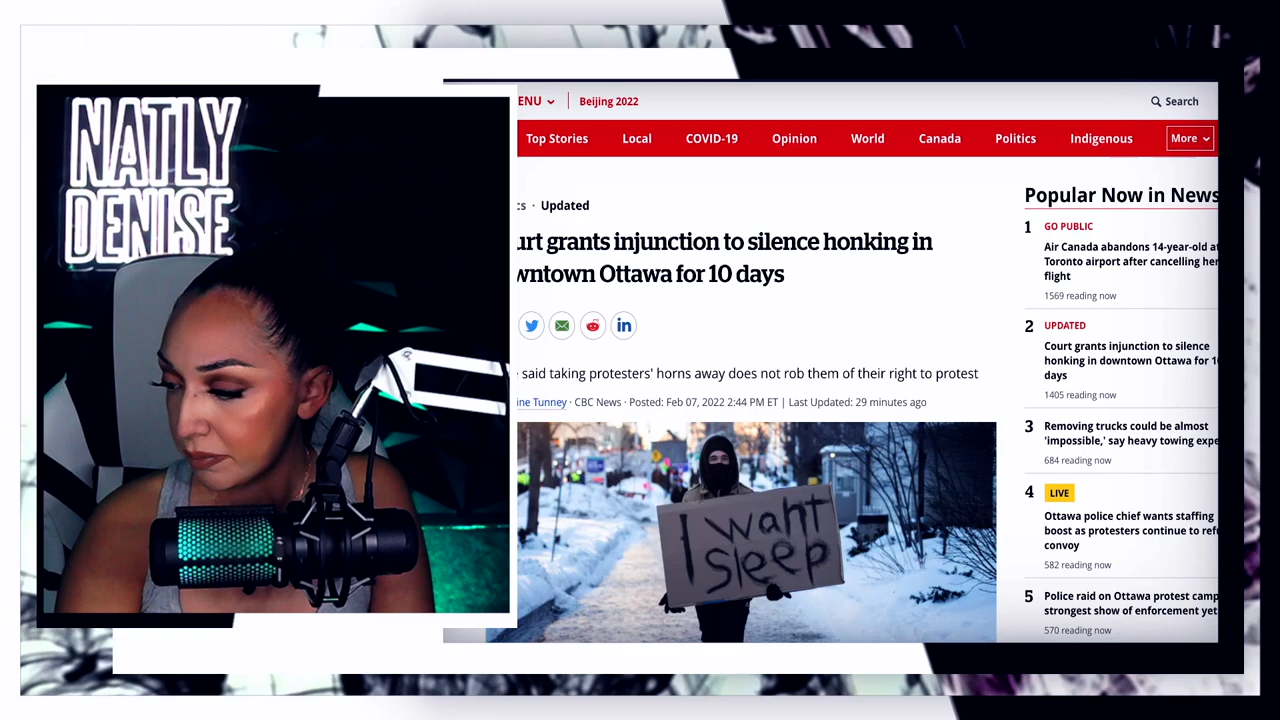 NATLY
DENISE
ENU
Beijing 2022
Search
Top Stories Local COVID-19 Opinion World Canada Politics Indigenous More
cs · Updated
urt grants injunction to silence honking in
wntown Ottawa for 10 days
in
said taking protesters' horns away does not rob them of their right to protest
ine Tunney · CBC News · Posted: Feb 07, 2022 2:44 PM ET | Last Updated: 29 minutes ago
I want
sleep
Popular Now in News
1 GO PUBLIC
Air Canada abandons 14-year-old at
Toronto airport after cancelling her
flight
1569 reading now
2 UPDATED
Court grants injunction to silence
honking in downtown Ottawa for 1
days
1405 reading now
3 Removing trucks could be almost
'impossible,' say heavy towing expe
684 reading now
4 LIVE
Ottawa police chief wants staffing
boost as protesters continue to refu
convoy
582 reading now
5 Police raid on Ottawa protest camp
strongest show of enforcement yet
570 reading now